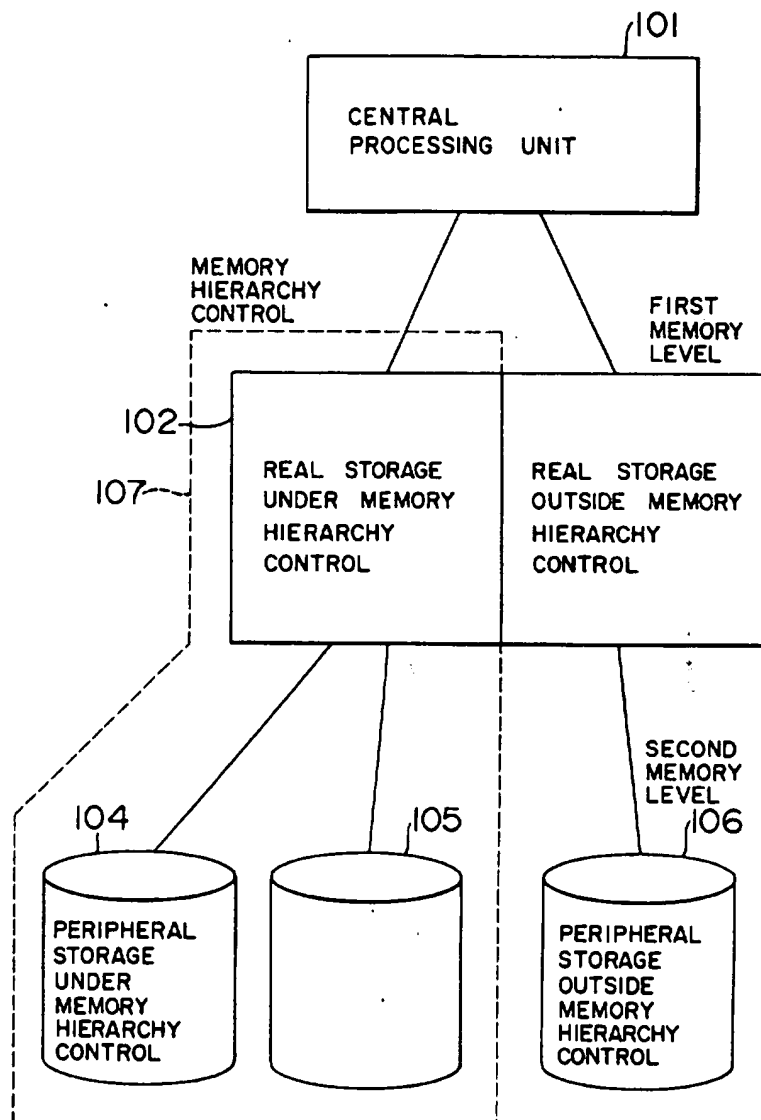 101
CENTRAL
PROCESSING UNIT
MEMORY
HIERARCHY
CONTROL
FIRST
MEMORY
LEVEL
102
107
REAL STORAGE
UNDER MEMORY
HIERARCHY
CONTROL
REAL STORAGE
OUTSIDE MEMORY
HIERARCHY
CONTROL
SECOND
MEMORY
LEVEL
104
105
106
PERIPHERAL
STORAGE
UNDER
MEMORY
HIERARCHY
CONTROL
PERIPHERAL
STORAGE
OUTSIDE
MEMORY
HIERARCHY
CONTROL